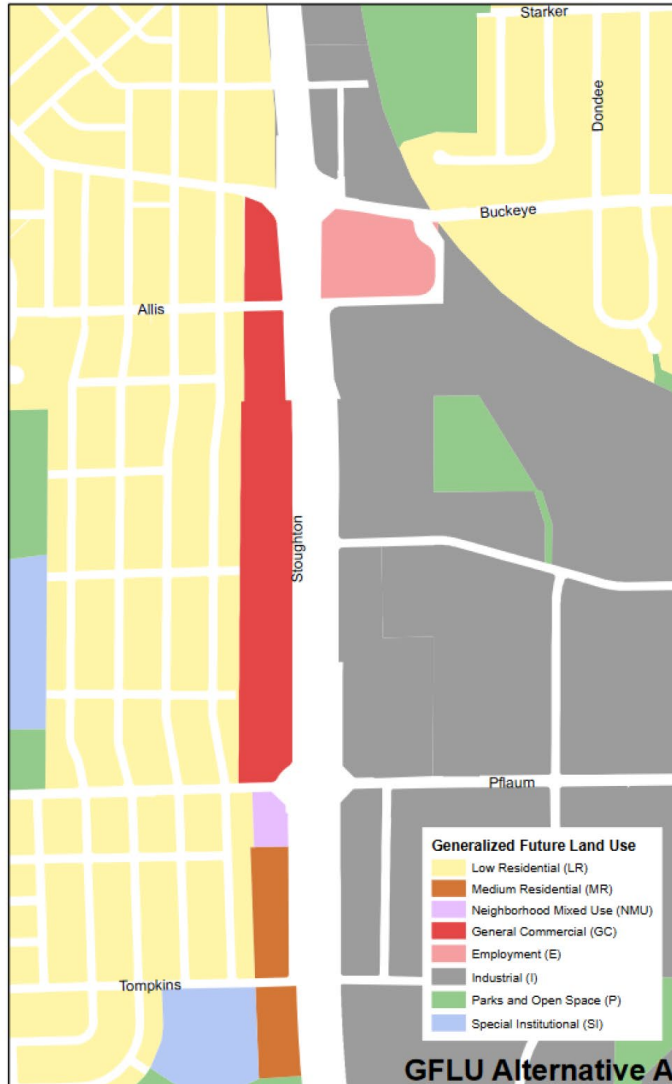 Starker
Dondee
Buckeye
Allis
Stoughton
Pflaum
Generalized Future Land Use
Low Residential (LR)
Medium Residential (MR)
Neighborhood Mixed Use (NMU)
General Commercial (GC)
Employment (E)
Industrial (I)
Parks and Open Space (P)
Special Institutional (SI)
Tompkins
GFLU Alternative A